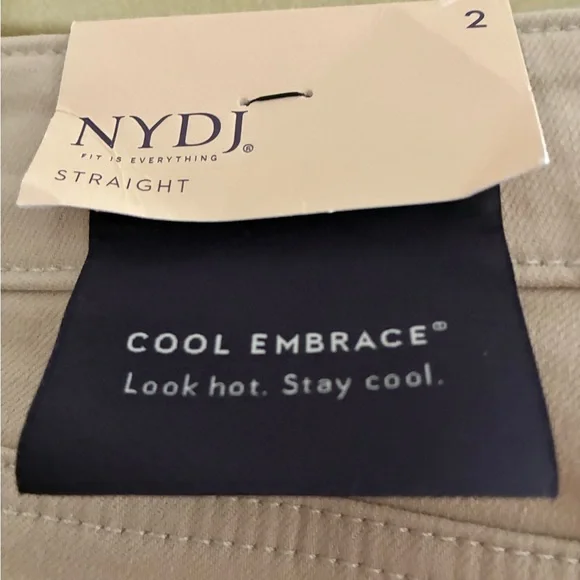 2
NYDJ®
FIT IS EVERYTHING
STRAIGHT
COOL EMBRACE®
Look hot. Stay cool.